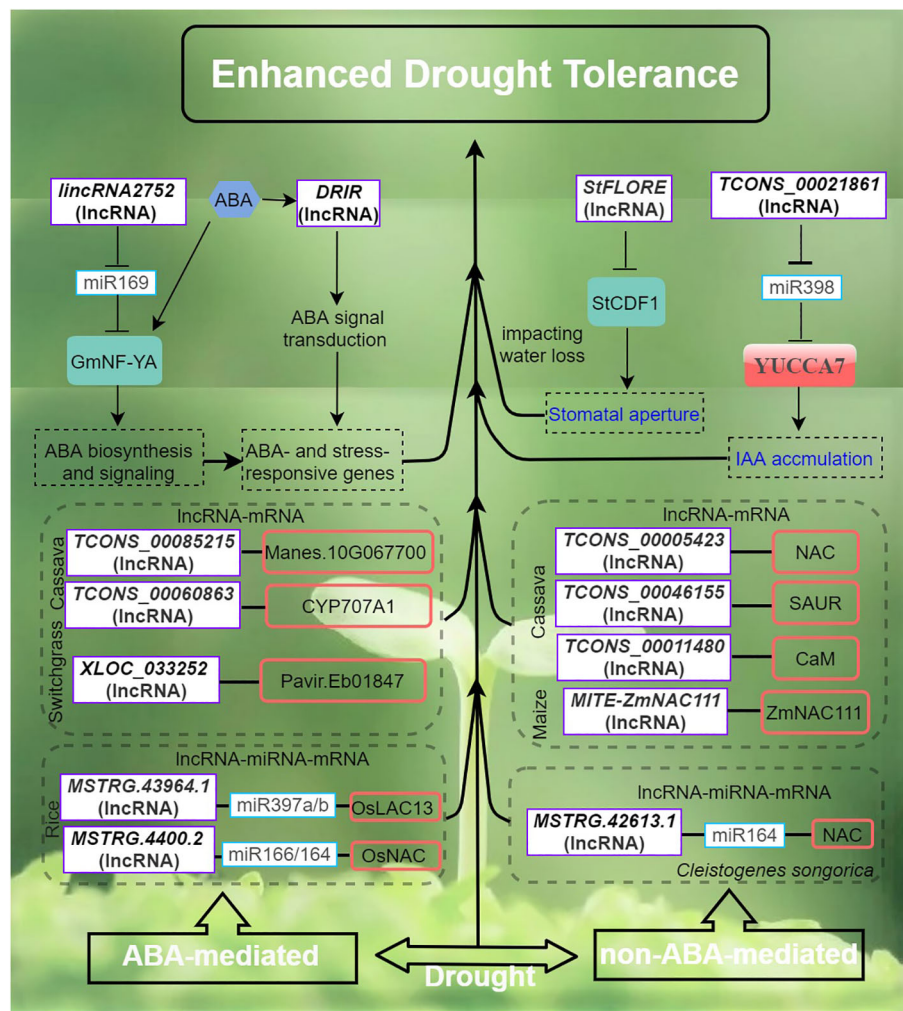 Enhanced Drought Tolerance
lincRNA2752
(lncRNA)
ABA
DRIR
(lncRNA)
miR169
GmNF-YA
ABA signal
transduction
ABA biosynthesis
and signaling
ABA- and stress-
responsive genes
StFLORE
(lncRNA)
TCONS_00021861
(lncRNA)
StCDF1
miR398
impacting
water loss
YUCCA7
Stomatal aperture
IAA accmulation
lncRNA-mRNA
Cassava
TCONS_00085215
(lncRNA)
Manes.10G067700
TCONS_00060863
(lncRNA)
CYP707A1
Switchgrass
XLOC_033252
(lncRNA)
Pavir.Eb01847
lncRNA-miRNA-mRNA
Rice
MSTRG.43964.1
(lncRNA)
miR397a/b
OsLAC13
MSTRG.4400.2
(lncRNA)
miR166/164
OsNAC
lncRNA-mRNA
Cassava
TCONS_00005423
(lncRNA)
NAC
TCONS_00046155
(lncRNA)
SAUR
TCONS_00011480
(lncRNA)
CaM
Maize
MITE-ZmNAC111
(lncRNA)
ZmNAC111
lncRNA-miRNA-mRNA
MSTRG.42613.1
(lncRNA)
miR164
NAC
Cleistogenes songorica
ABA-mediated
Drought
non-ABA-mediated